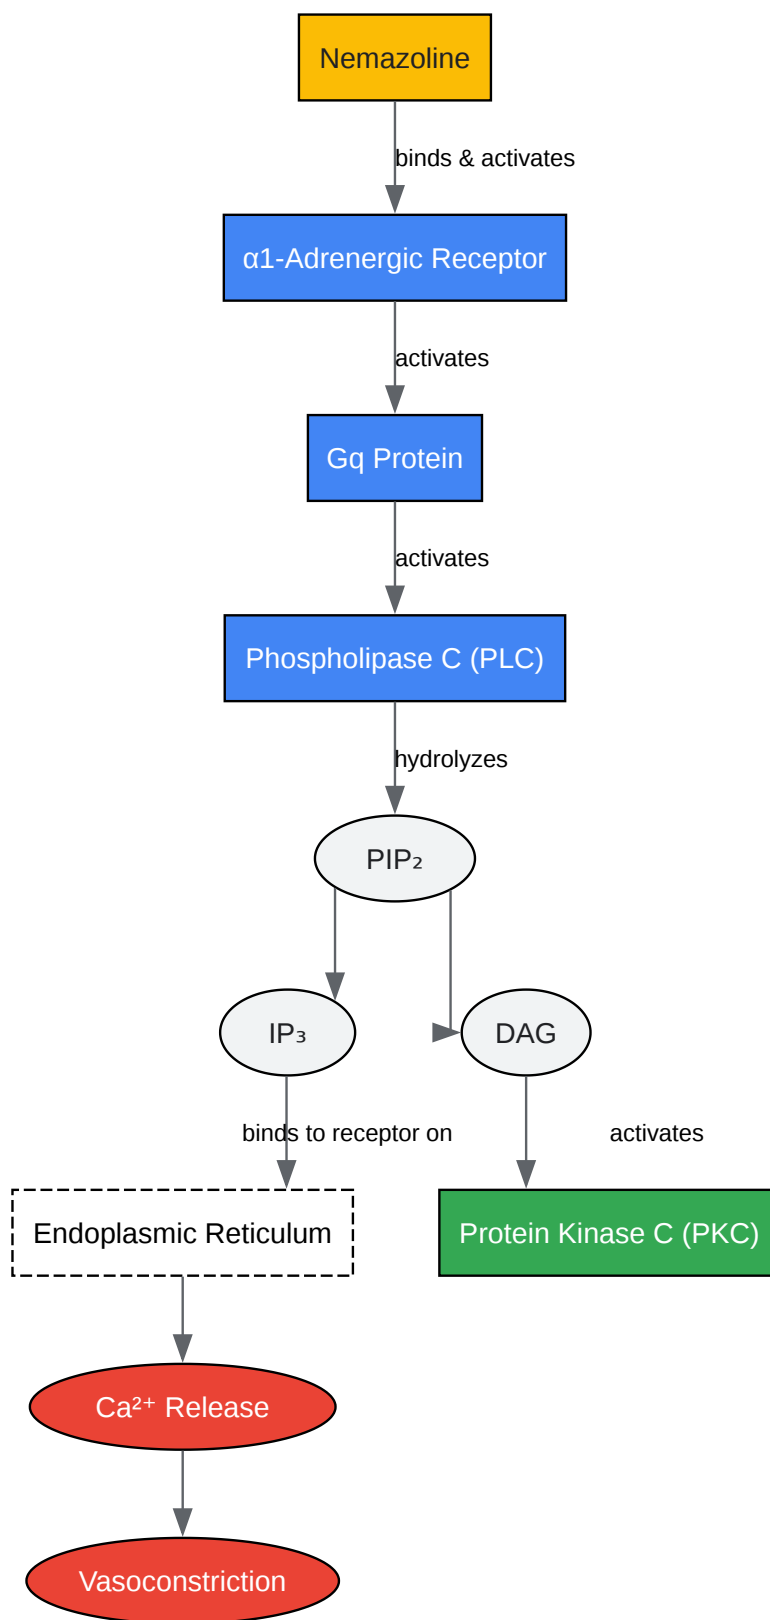 Nemazoline
binds & activates
α1-Adrenergic Receptor
activates
Gq Protein
activates
Phospholipase C (PLC)
hydrolyzes
PIP₂
IP₃
DAG
binds to receptor on
activates
Endoplasmic Reticulum
Protein Kinase C (PKC)
Ca²⁺ Release
Vasoconstriction